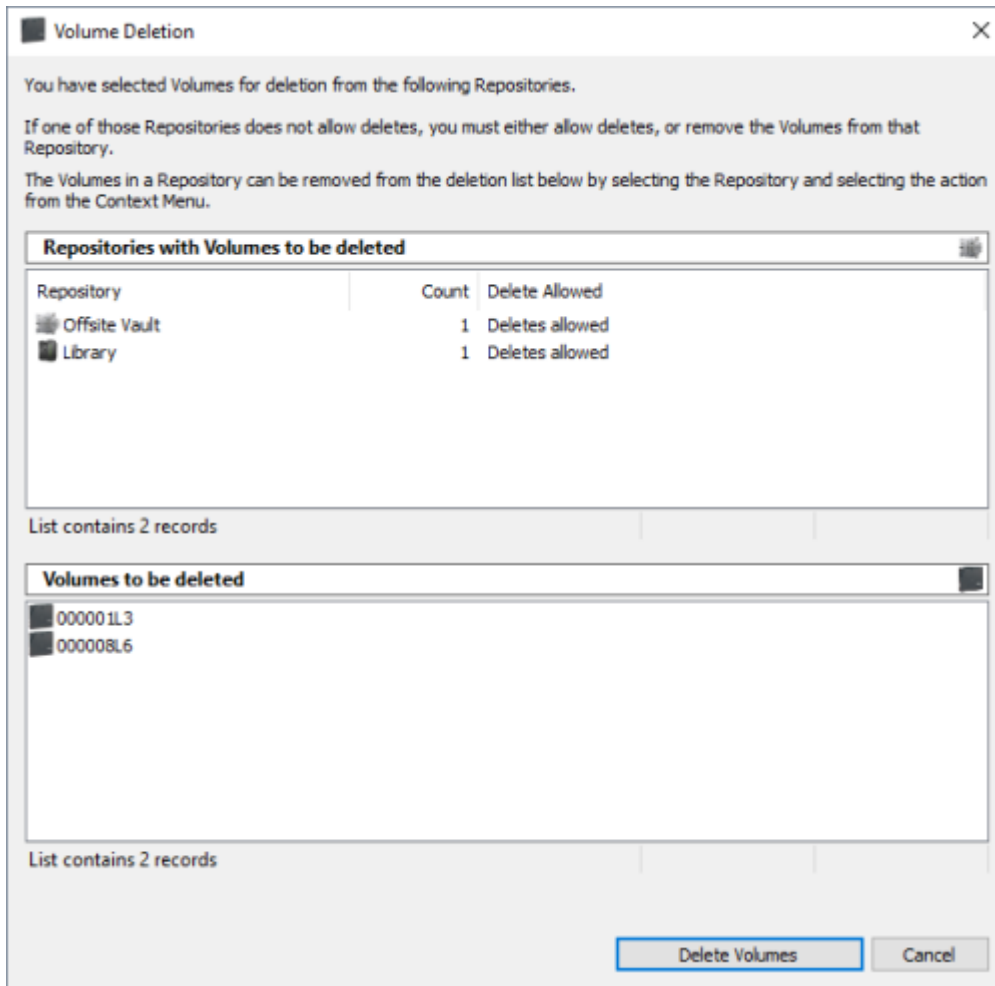 Volume Deletion
You have selected Volumes for deletion from the following Repositories.
If one of those Repositories does not allow deletes, you must either allow deletes, or remove the Volumes from that
Repository.
The Volumes in a Repository can be removed from the deletion list below by selecting the Repository and selecting the action
from the Context Menu.
Repositories with Volumes to be deleted
Repository Count Delete Allowed
Offsite Vault 1 Deletes allowed
Library 1 Deletes allowed
List contains 2 records
Volumes to be deleted
000001L3
000008L6
List contains 2 records
Delete Volumes Cancel